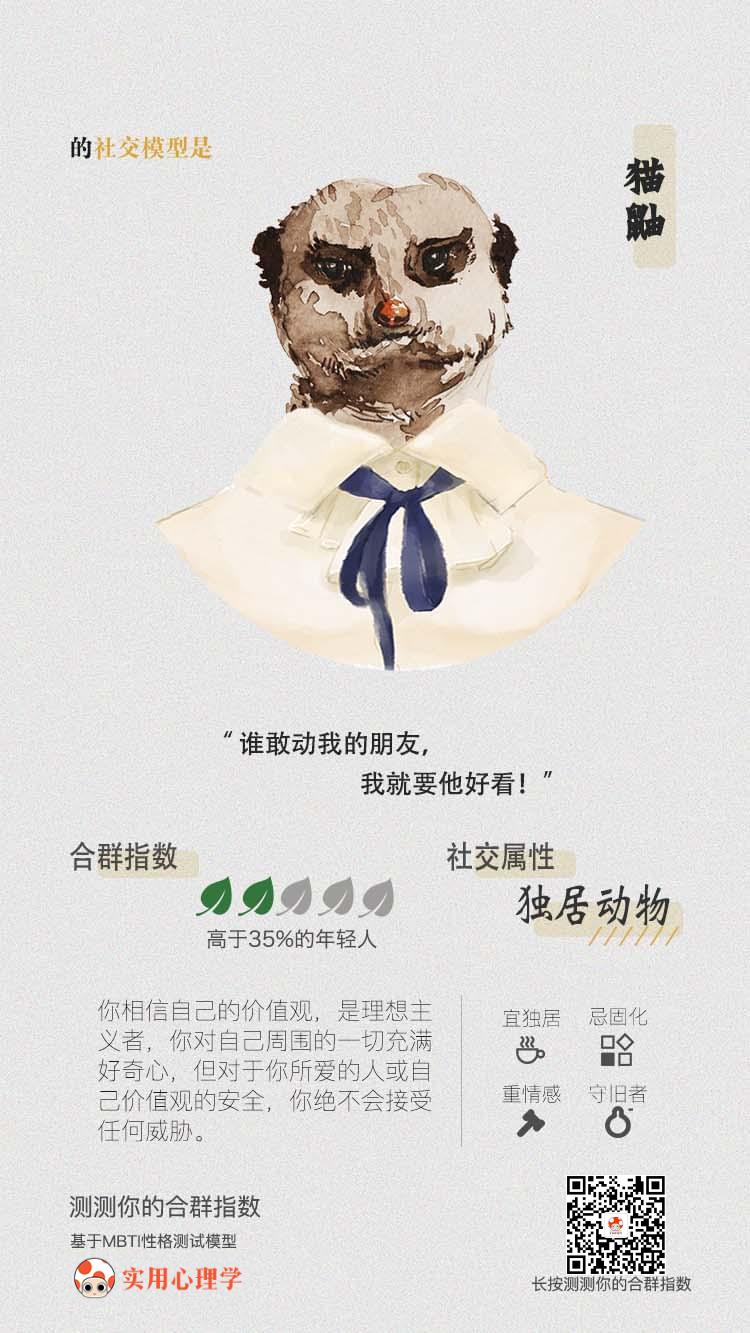 的社交模型是
猫鼬
“谁敢动我的朋友，
我就要他好看！”
合群指数
高于35%的年轻人
社交属性
独居动物
你相信自己的价值观，是理想主
义者，你对自己周围的一切充满
好奇心，但对于你所爱的人或自
己价值观的安全，你绝不会接受
任何威胁。
宜独居 忌固化
重情感 守旧者
测测你的合群指数
基于MBTI性格测试模型
实用心理学
长按测测你的合群指数